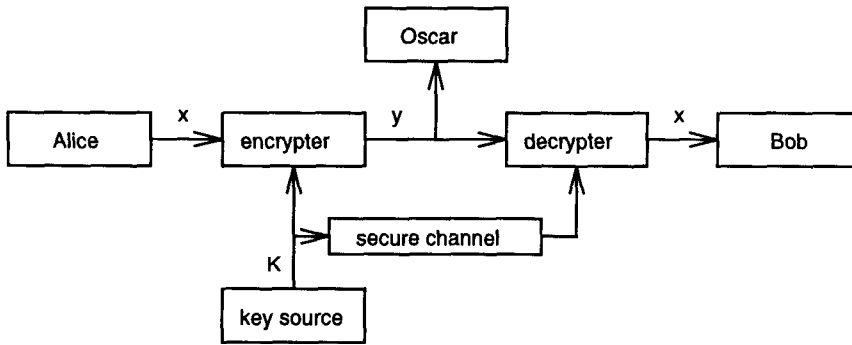 Oscar
x
y
x
Alice
encrypter
decrypter
Bob
secure channel
K
key source